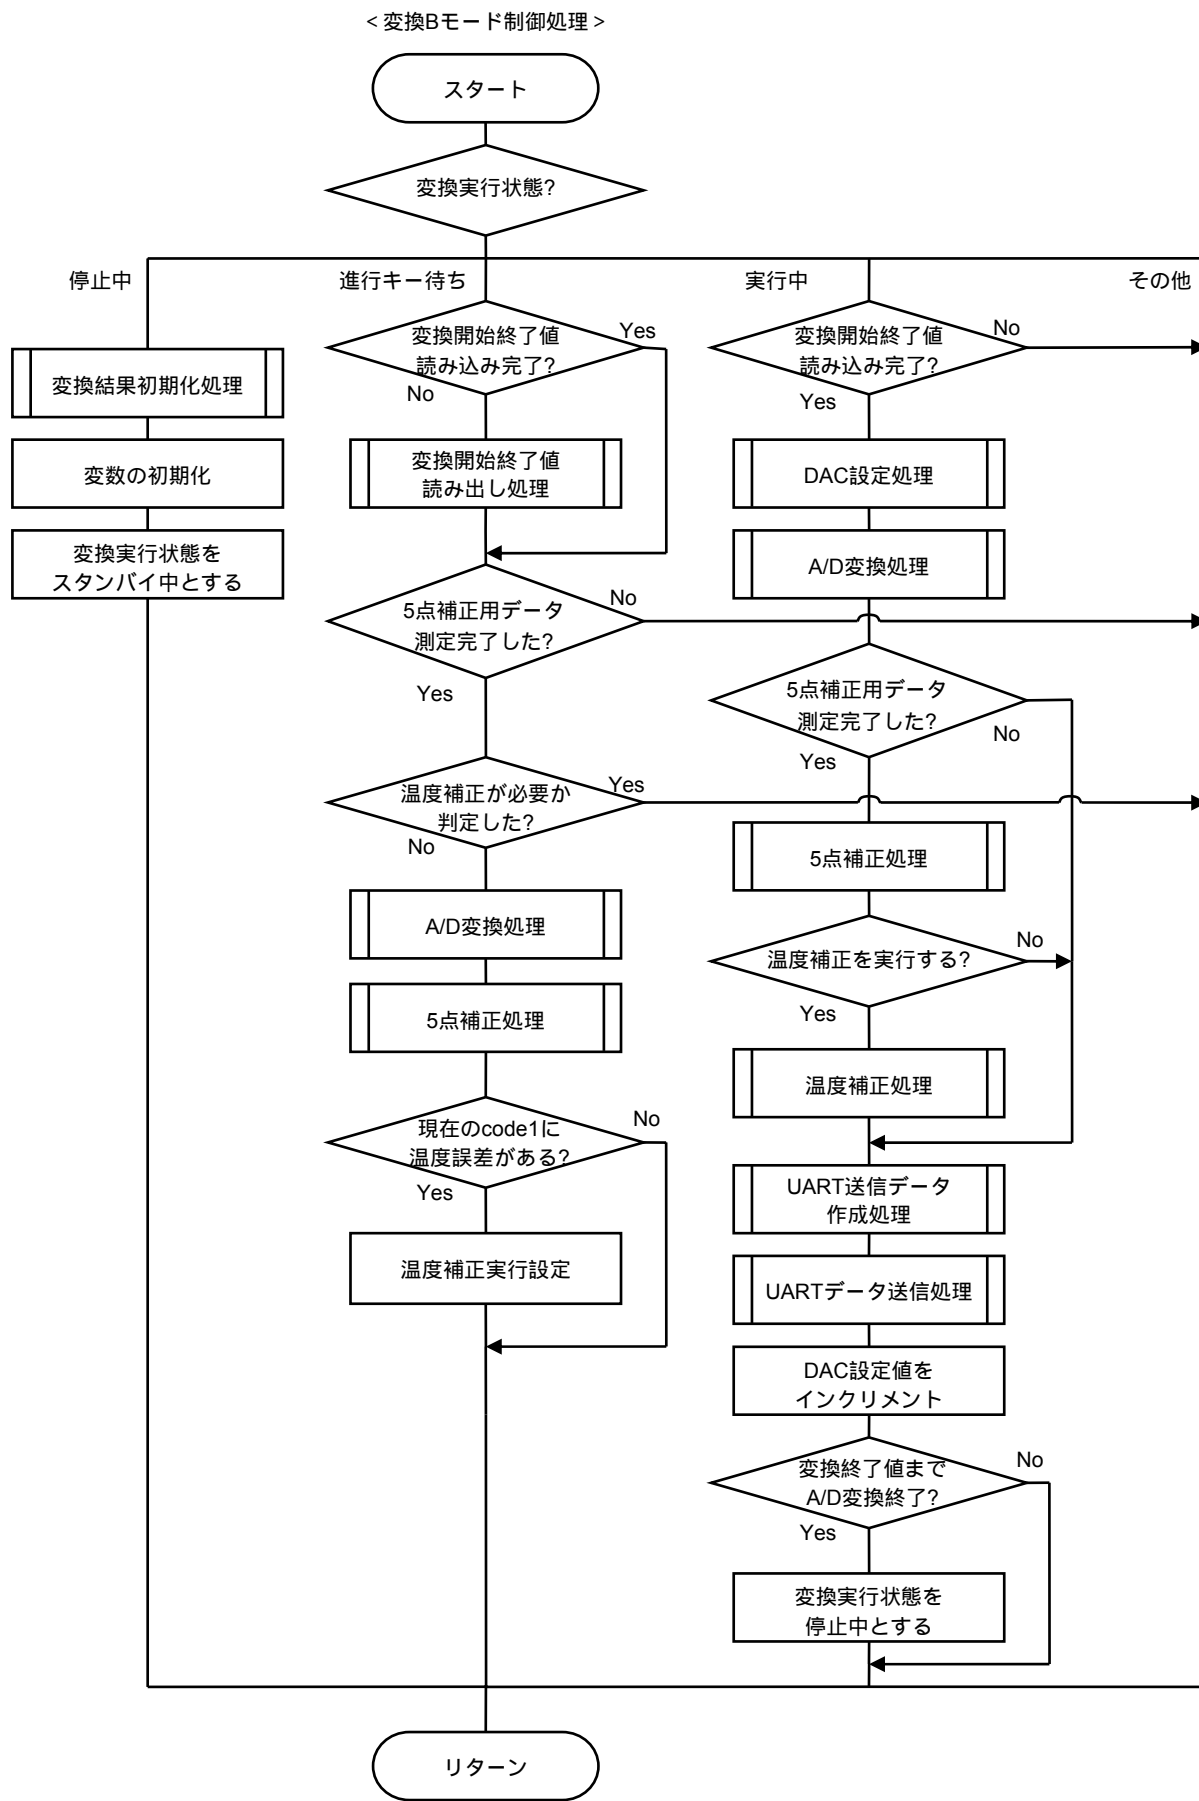 < 変換Bモード制御処理 >
スタート
変換実行状態?
停止中
進行キー待ち
実行中
その他
変換結果初期化処理
変数の初期化
変換実行状態を
スタンバイ中とする
変換開始終了値
読み込み完了?
Yes
No
変換開始終了値
読み出し処理
5点補正用データ
測定完了した?
No
Yes
温度補正が必要か
判定した?
Yes
No
A/D変換処理
5点補正処理
現在のcode1に
温度誤差がある?
No
Yes
温度補正実行設定
変換開始終了値
読み込み完了?
No
Yes
DAC設定処理
A/D変換処理
5点補正用データ
測定完了した?
No
Yes
5点補正処理
温度補正を実行する?
No
Yes
温度補正処理
UART送信データ
作成処理
UARTデータ送信処理
DAC設定値を
インクリメント
変換終了値まで
A/D変換終了?
No
Yes
変換実行状態を
停止中とする
リターン